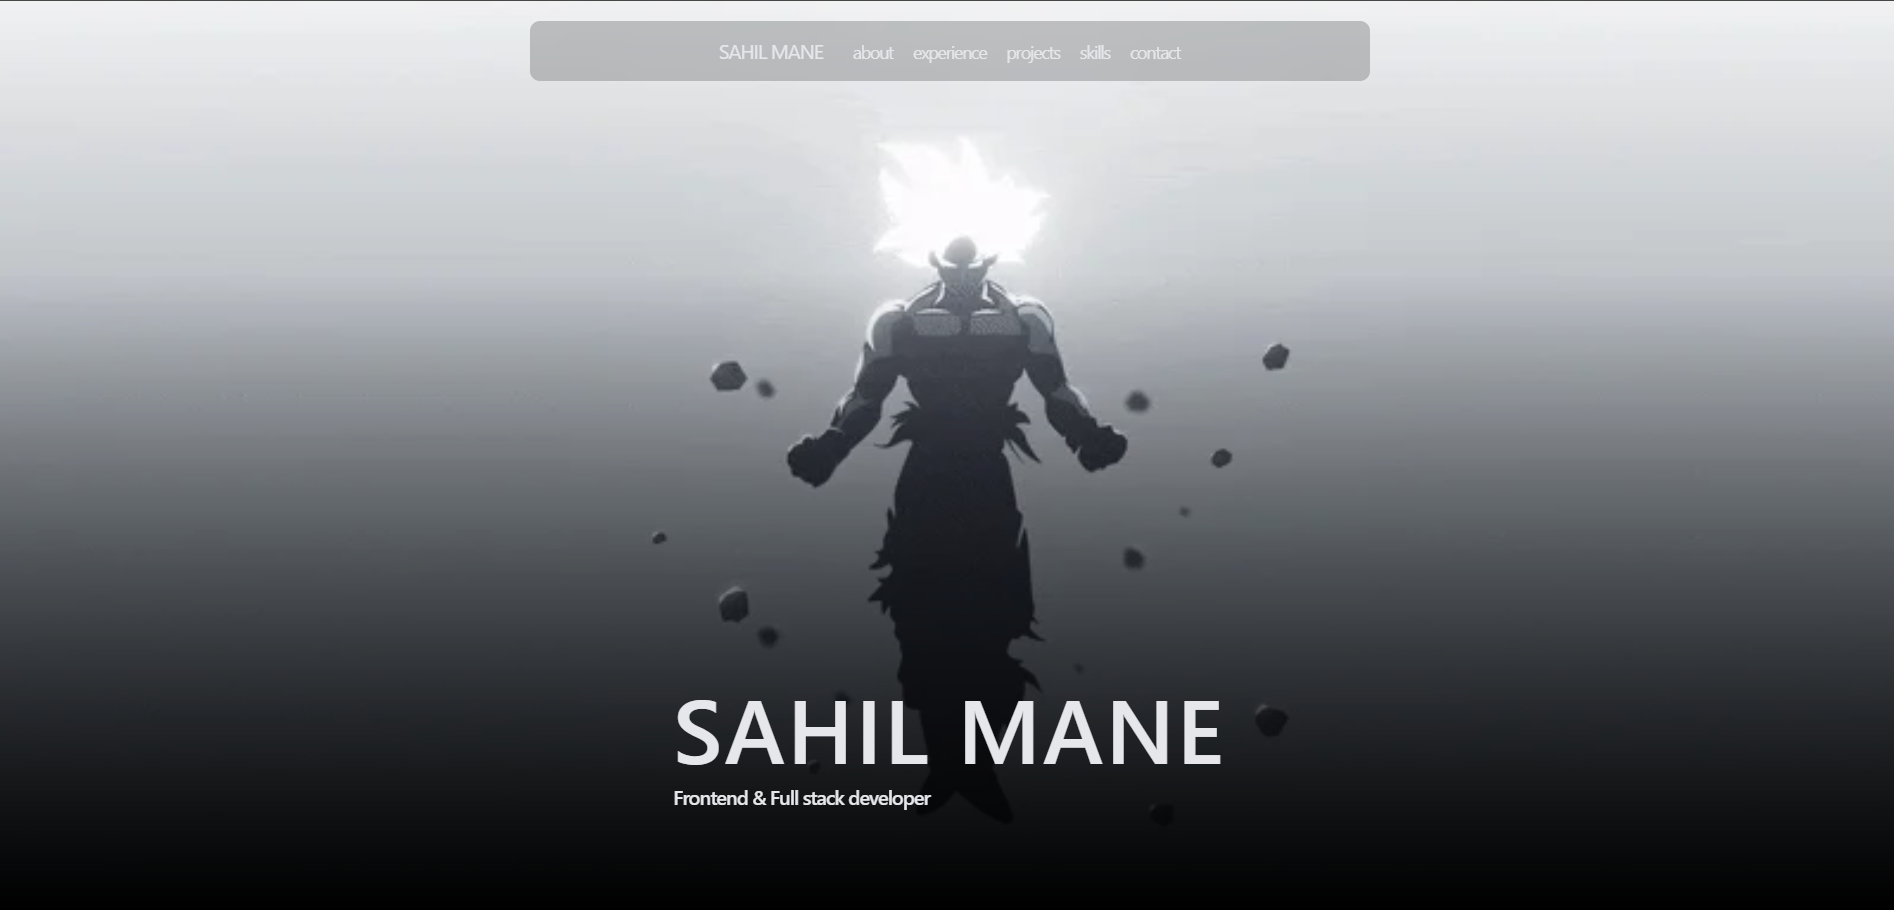 SAHIL MANE about experience projects skills contact
SAHIL MANE
Frontend & Full stack developer